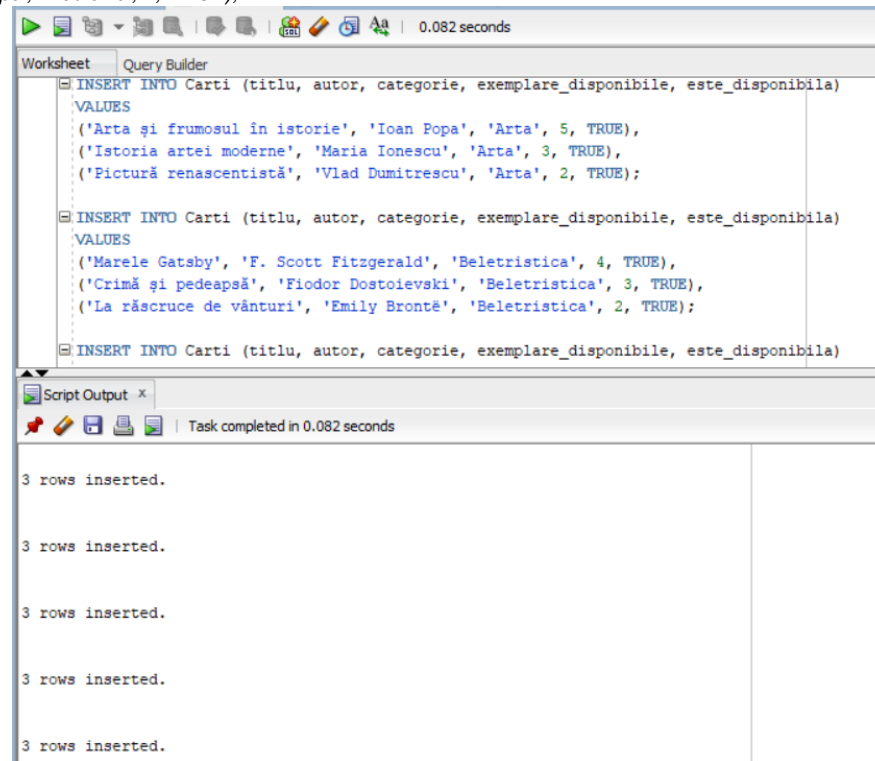 0.082 seconds
Worksheet Query Builder
INSERT INTO Carti (titlu, autor, categorie, exemplare_disponibile, este_disponibila)
VALUES
('Arta și frumosul în istorie', 'Ioan Popa', 'Arta', 5, TRUE),
('Istoria artei moderne', 'Maria Ionescu', 'Arta', 3, TRUE),
('Pictură renascentistă', 'Vlad Dumitrescu', 'Arta', 2, TRUE);
INSERT INTO Carti (titlu, autor, categorie, exemplare_disponibile, este_disponibila)
VALUES
('Marele Gatsby', 'F. Scott Fitzgerald', 'Beletristica', 4, TRUE),
('Crimă și pedeapsă', 'Fiodor Dostoievski', 'Beletristica', 3, TRUE),
('La răscruce de vânturi', 'Emily Brontë', 'Beletristica', 2, TRUE);
INSERT INTO Carti (titlu, autor, categorie, exemplare_disponibile, este_disponibila)
Script Output x
Task completed in 0.082 seconds
3 rows inserted.
3 rows inserted.
3 rows inserted.
3 rows inserted.
3 rows inserted.